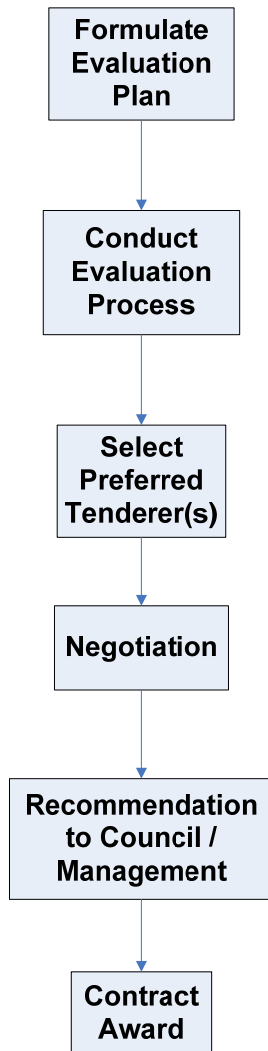 Formulate
Evaluation
Plan
Conduct
Evaluation
Process
Select
Preferred
Tenderer(s)
Negotiation
Recommendation
to Council /
Management
Contract
Award